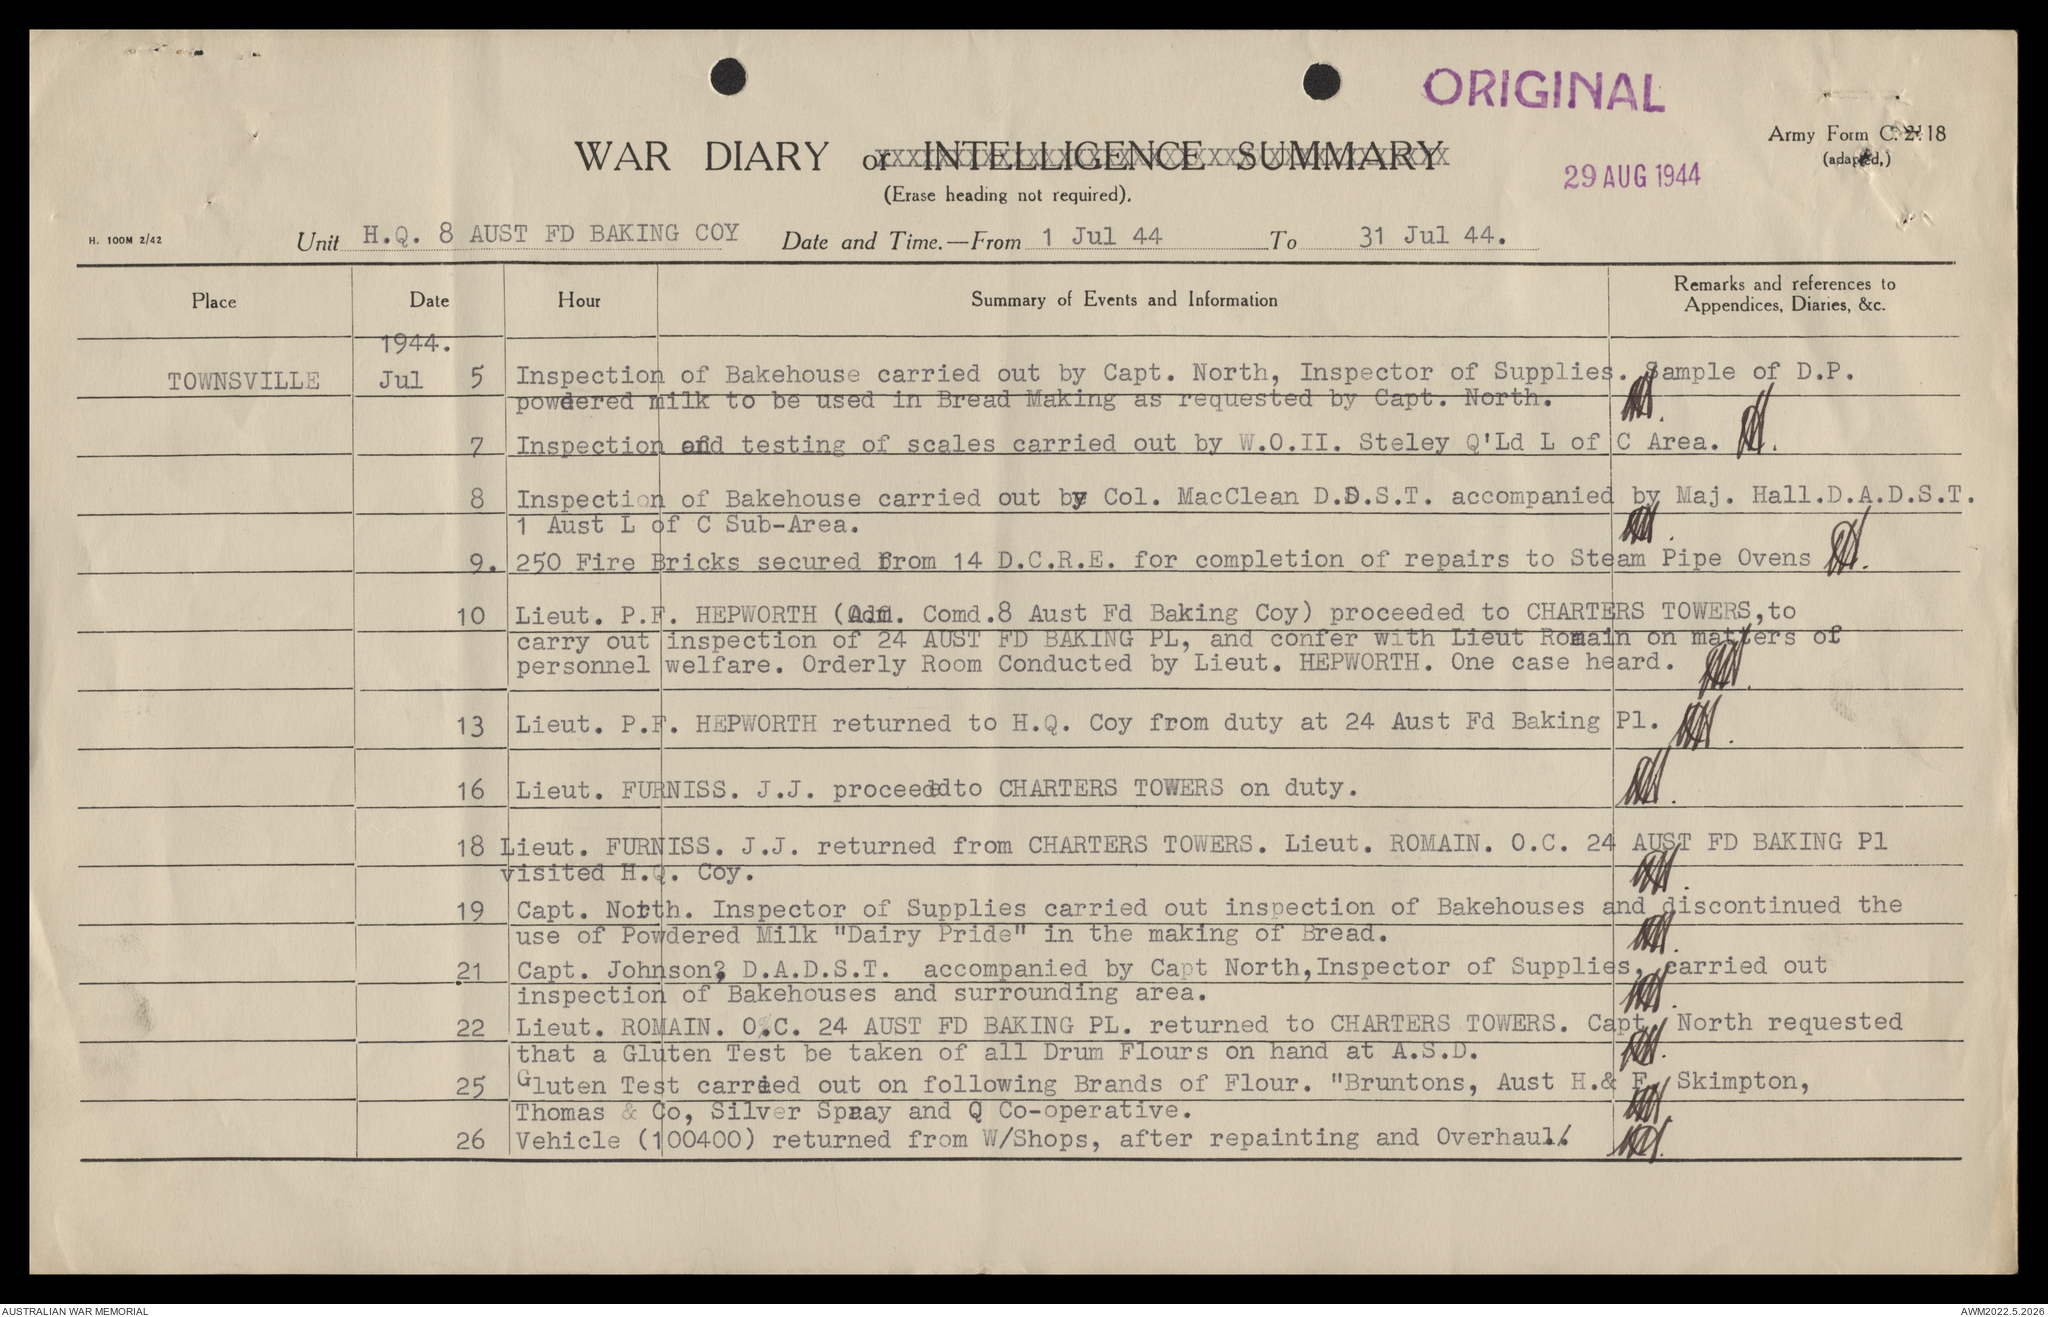 ORIGINAL
Army Form C. 2118
(adapted,)
WAR DIARY or INTELLIGENCE SUMMARY
(Erase heading not required).
29 AUG 1944
H. 100M 2/42
Unit H.Q. 8 AUST FD BAKING COY Date and Time.—From 1 Jul 44 To 31 Jul 44.
Place Date Hour Summary of Events and Information Remarks and references to
Appendices, Diaries, &c.
1944.
TOWNSVILLE Jul 5 Inspection of Bakehouse carried out by Capt. North, Inspector of Supplies. Sample of D.P.
powdered milk to be used in Bread Making as requested by Capt. North.
7 Inspection and testing of scales carried out by W.O.II. Steley Q'Ld L of C Area.
8 Inspection of Bakehouse carried out by Col. MacClean D.D.S.T. accompanied by Maj. Hall.D.A.D.S.T.
1 Aust L of C Sub-Area.
9. 250 Fire Bricks secured from 14 D.C.R.E. for completion of repairs to Steam Pipe Ovens
10 Lieut. P.F. HEPWORTH (Adm. Comd.8 Aust Fd Baking Coy) proceeded to CHARTERS TOWERS,to
carry out inspection of 24 AUST FD BAKING PL, and confer with Lieut Romain on matters of
personnel welfare. Orderly Room Conducted by Lieut. HEPWORTH. One case heard.
13 Lieut. P.F. HEPWORTH returned to H.Q. Coy from duty at 24 Aust Fd Baking Pl.
16 Lieut. FURNISS. J.J. proceeded to CHARTERS TOWERS on duty.
18 Lieut. FURNISS. J.J. returned from CHARTERS TOWERS. Lieut. ROMAIN. O.C. 24 AUST FD BAKING Pl
visited H.Q. Coy.
19 Capt. North. Inspector of Supplies carried out inspection of Bakehouses and discontinued the
use of Powdered Milk "Dairy Pride" in the making of Bread.
21 Capt. Johnson, D.A.D.S.T. accompanied by Capt North,Inspector of Supplies, carried out
inspection of Bakehouses and surrounding area.
22 Lieut. ROMAIN. O.C. 24 AUST FD BAKING PL. returned to CHARTERS TOWERS. Capt. North requested
that a Gluten Test be taken of all Drum Flours on hand at A.S.D.
25 Gluten Test carried out on following Brands of Flour. "Bruntons, Aust H.& F. Skimpton,
Thomas & Co, Silver Spray and Q Co-operative.
26 Vehicle (100400) returned from W/Shops, after repainting and Overhaul.
AUSTRALIAN WAR MEMORIAL
AWM2022.5.2026